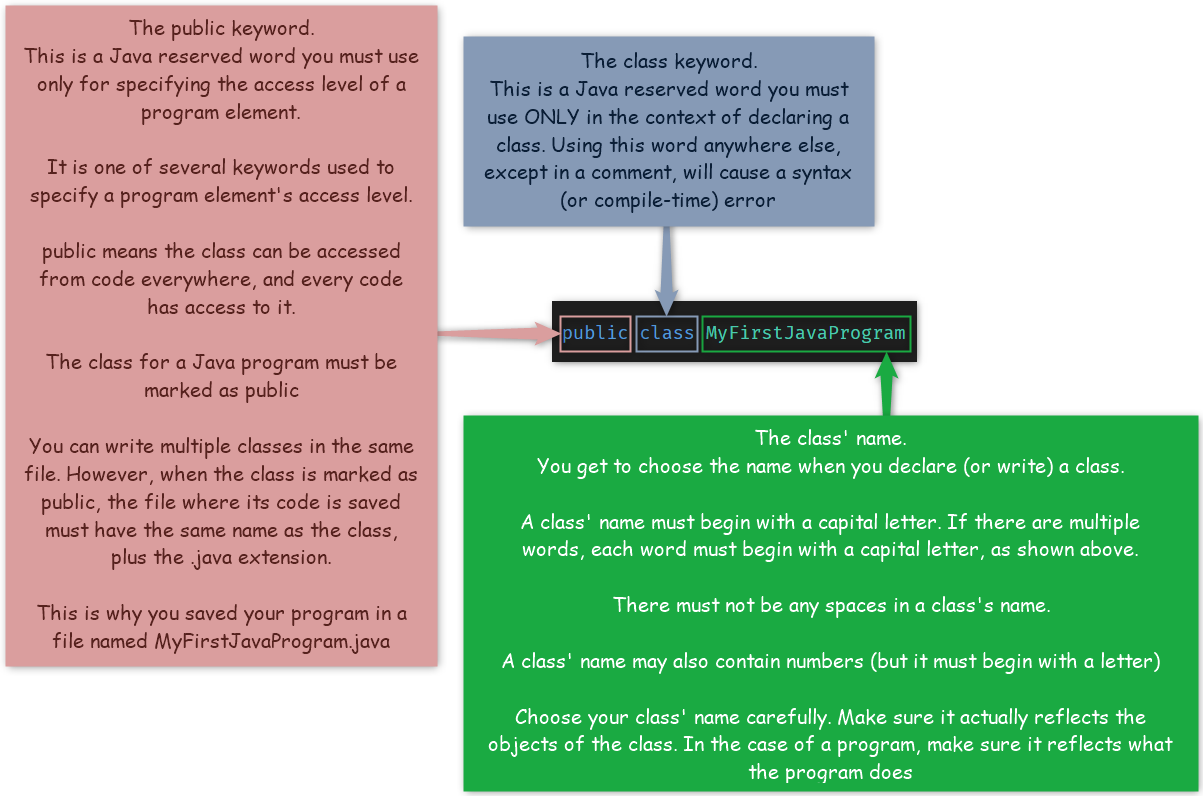 The public keyword.
This is a Java reserved word you must use
only for specifying the access level of a
program element.
It is one of several keywords used to
specify a program element's access level.
public means the class can be accessed
from code everywhere, and every code
has access to it.
The class for a Java program must be
marked as public
You can write multiple classes in the same
file. However, when the class is marked as
public, the file where its code is saved
must have the same name as the class,
plus the .java extension.
This is why you saved your program in a
file named MyFirstJavaProgram.java
The class keyword.
This is a Java reserved word you must
use ONLY in the context of declaring a
class. Using this word anywhere else,
except in a comment, will cause a syntax
(or compile-time) error
public class MyFirstJavaProgram
The class' name.
You get to choose the name when you declare (or write) a class.
A class' name must begin with a capital letter. If there are multiple
words, each word must begin with a capital letter, as shown above.
There must not be any spaces in a class's name.
A class' name may also contain numbers (but it must begin with a letter)
Choose your class' name carefully. Make sure it actually reflects the
objects of the class. In the case of a program, make sure it reflects what
the program does